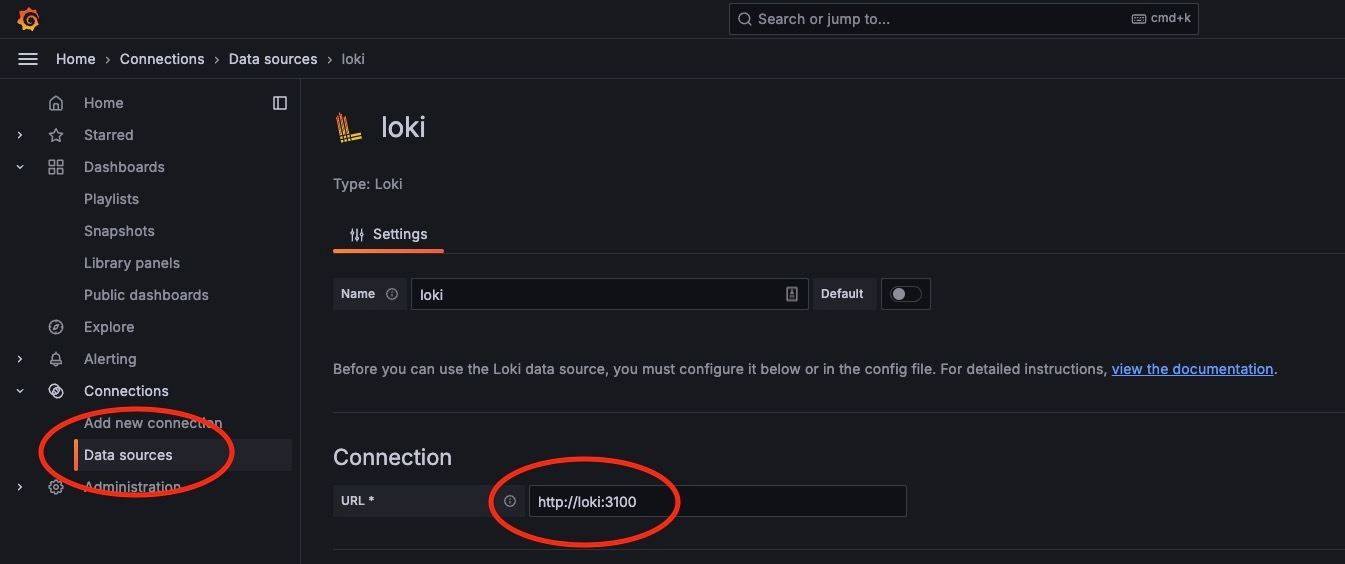 Search or jump to... cmd+k
Home › Connections › Data sources › loki
Home
Starred
Dashboards
Playlists
Snapshots
Library panels
Public dashboards
Explore
Alerting
Connections
Add new connection
Data sources
Administration
loki
Type: Loki
Settings
Name loki Default
Before you can use the Loki data source, you must configure it below or in the config file. For detailed instructions, view the documentation.
Connection
URL * http://loki:3100